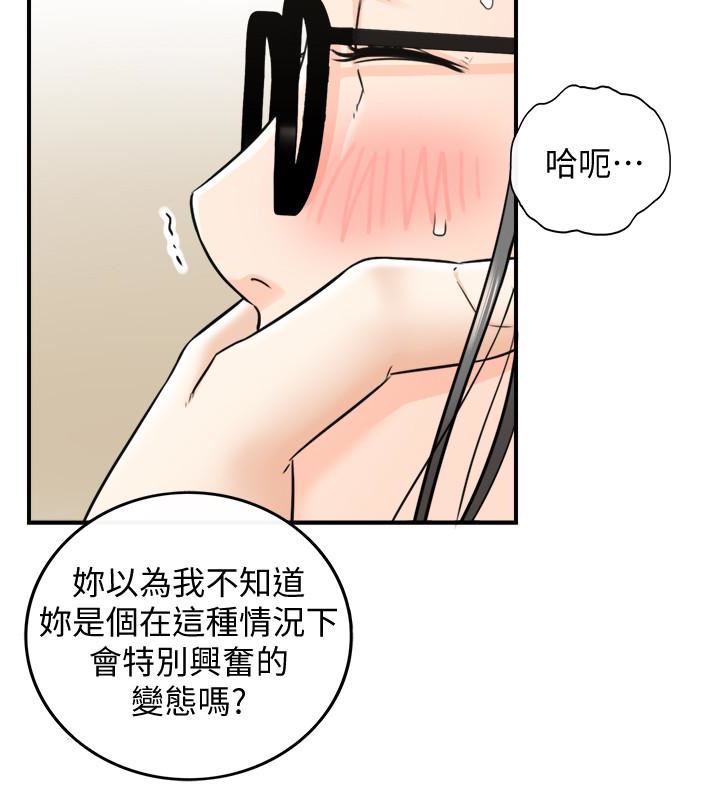 哈呃…
妳以為我不知道
妳是個在這種情況下
會特別興奮的
變態嗎?